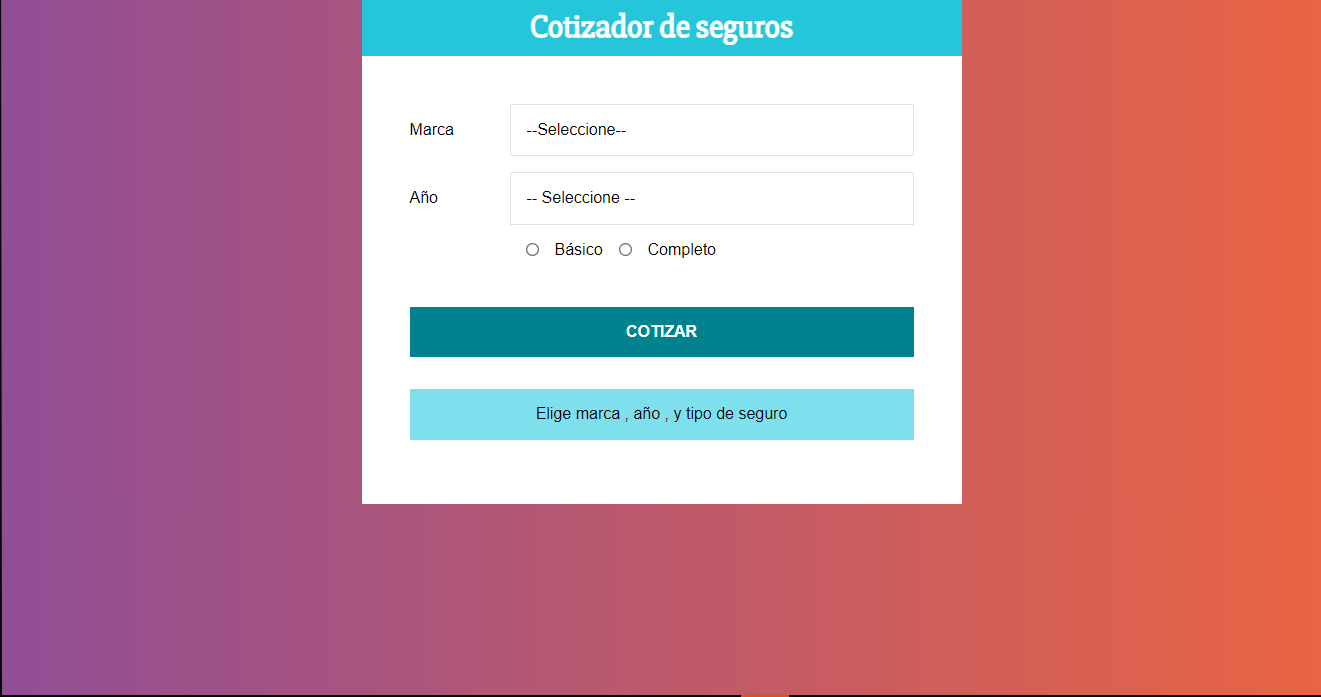 Cotizador de seguros
Marca --Seleccione--
Año -- Seleccione --
Básico Completo
COTIZAR
Elige marca , año , y tipo de seguro